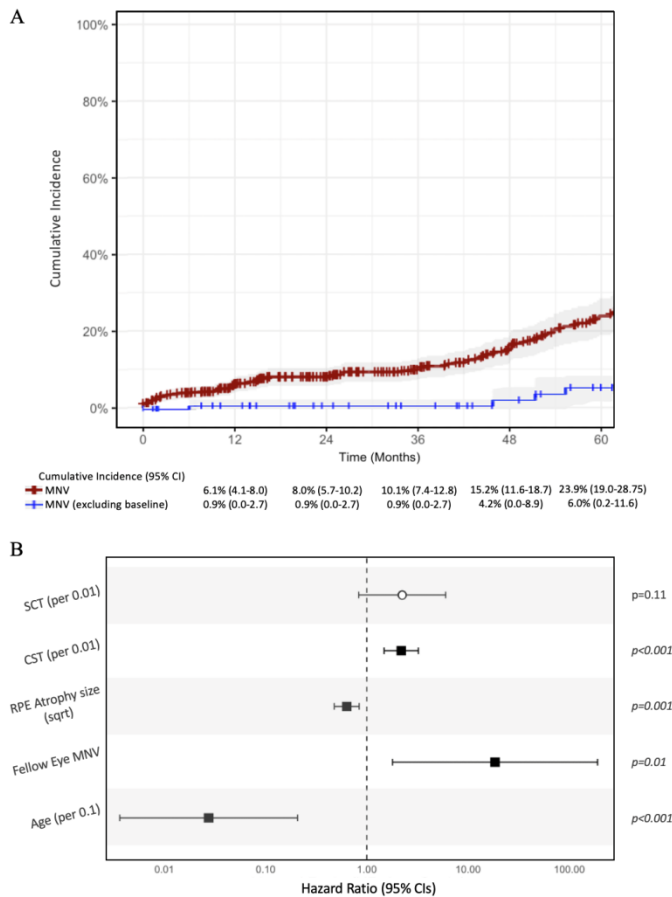 A
100%
80%
60%
40%
20%
0%
Cumulative Incidence
0 12 24 36 48 60
Time (Months)
Cumulative Incidence (95% CI)
MNV 6.1% (4.1-8.0) 8.0% (5.7-10.2) 10.1% (7.4-12.8) 15.2% (11.6-18.7) 23.9% (19.0-28.75)
MNV (excluding baseline) 0.9% (0.0-2.7) 0.9% (0.0-2.7) 0.9% (0.0-2.7) 4.2% (0.0-8.9) 6.0% (0.2-11.6)
B
SCT (per 0.01) p=0.11
CST (per 0.01) p<0.001
RPE Atrophy size
(sqrt) p=0.001
Fellow Eye MNV p=0.01
Age (per 0.1) p<0.001
0.01 0.10 1.00 10.00 100.00
Hazard Ratio (95% CIs)